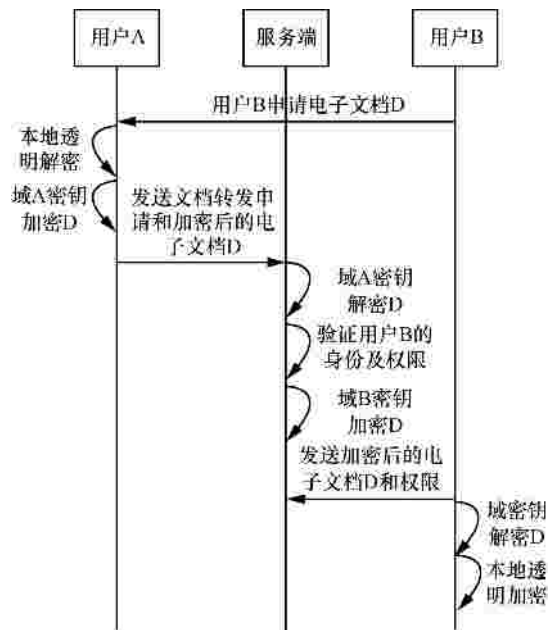 用户A
服务端
用户B
用户B申请电子文档D
本地透
明解密
域A密钥
加密D
发送文档转发申
请和加密后的电
子文档D
域A密钥
解密D
验证用户B的
身份及权限
域B密钥
加密D
发送加密后的电
子文档D和权限
域密钥
解密D
本地透
明加密